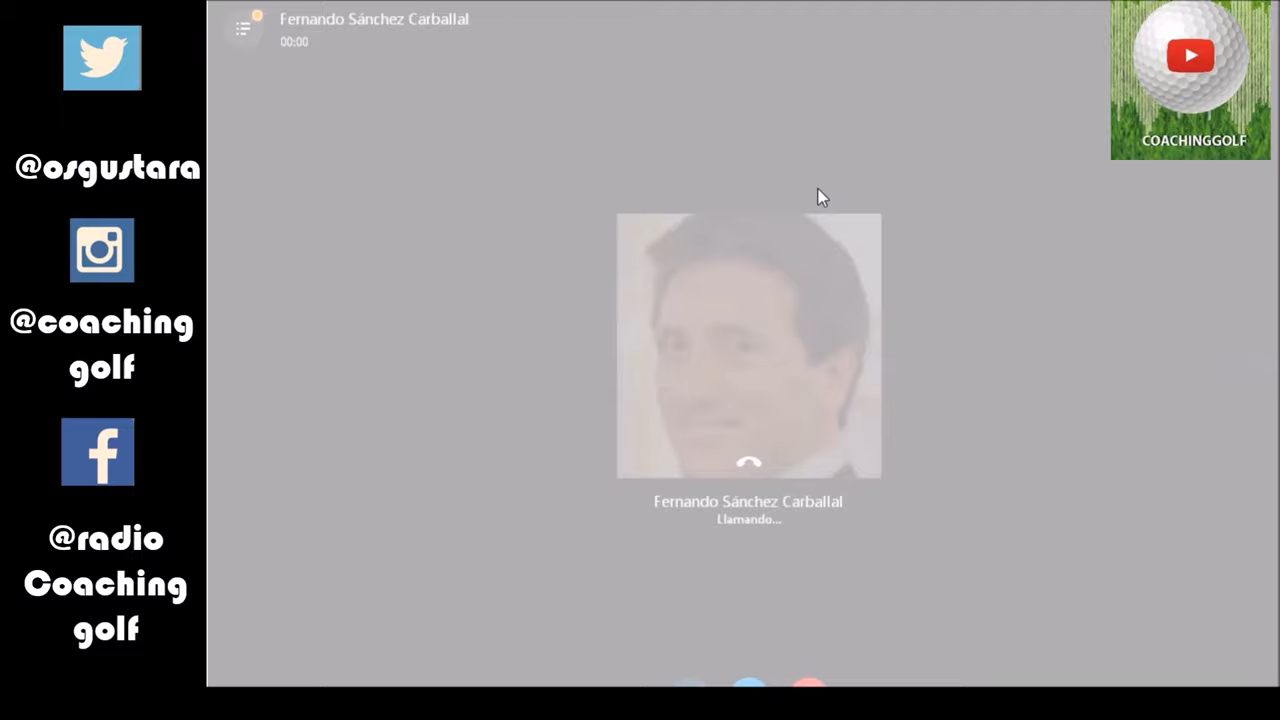 @osgustara
@coaching
golf
@radio
Coaching
golf
Fernando Sánchez Carballal
00:00
COACHINGGOLF
Fernando Sánchez Carballal
Llamando...